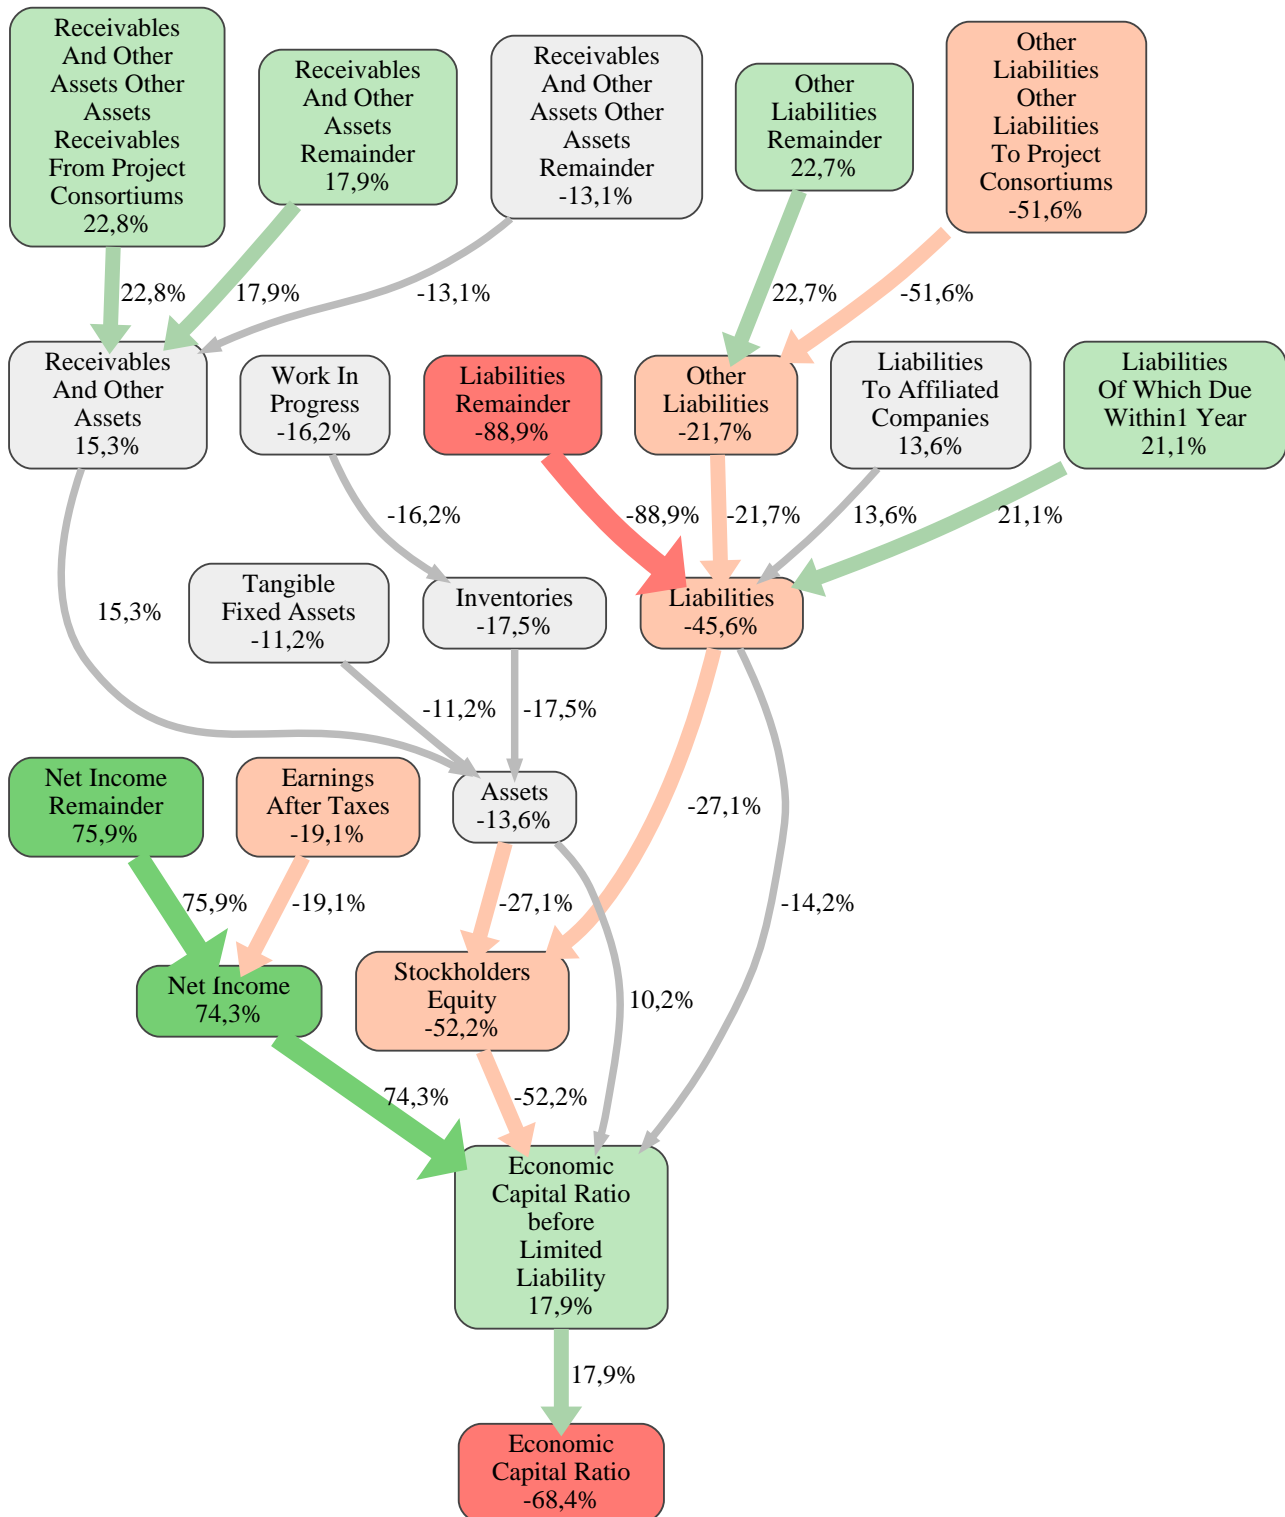 Receivables
And Other
Assets Other
Assets
Receivables
From Project
Consortiums
22,8%
Receivables
And Other
Assets
Remainder
17,9%
Receivables
And Other
Assets Other
Assets
Remainder
-13,1%
Other
Liabilities
Remainder
22,7%
Other
Liabilities
Other
Liabilities
To Project
Consortiums
-51,6%
22,8%
17,9%
-13,1%
22,7%
-51,6%
Receivables
And Other
Assets
15,3%
Work In
Progress
-16,2%
Liabilities
Remainder
-88,9%
Other
Liabilities
-21,7%
Liabilities
To Affiliated
Companies
13,6%
Liabilities
Of Which Due
Within1 Year
21,1%
-16,2%
-88,9%
-21,7%
13,6%
21,1%
15,3%
Tangible
Fixed Assets
-11,2%
Inventories
-17,5%
Liabilities
-45,6%
-11,2%
-17,5%
Net Income
Remainder
75,9%
Earnings
After Taxes
-19,1%
Assets
-13,6%
-27,1%
75,9%
-19,1%
-27,1%
-14,2%
Net Income
74,3%
Stockholders
Equity
-52,2%
10,2%
74,3%
-52,2%
Economic
Capital Ratio
before
Limited
Liability
17,9%
17,9%
Economic
Capital Ratio
-68,4%